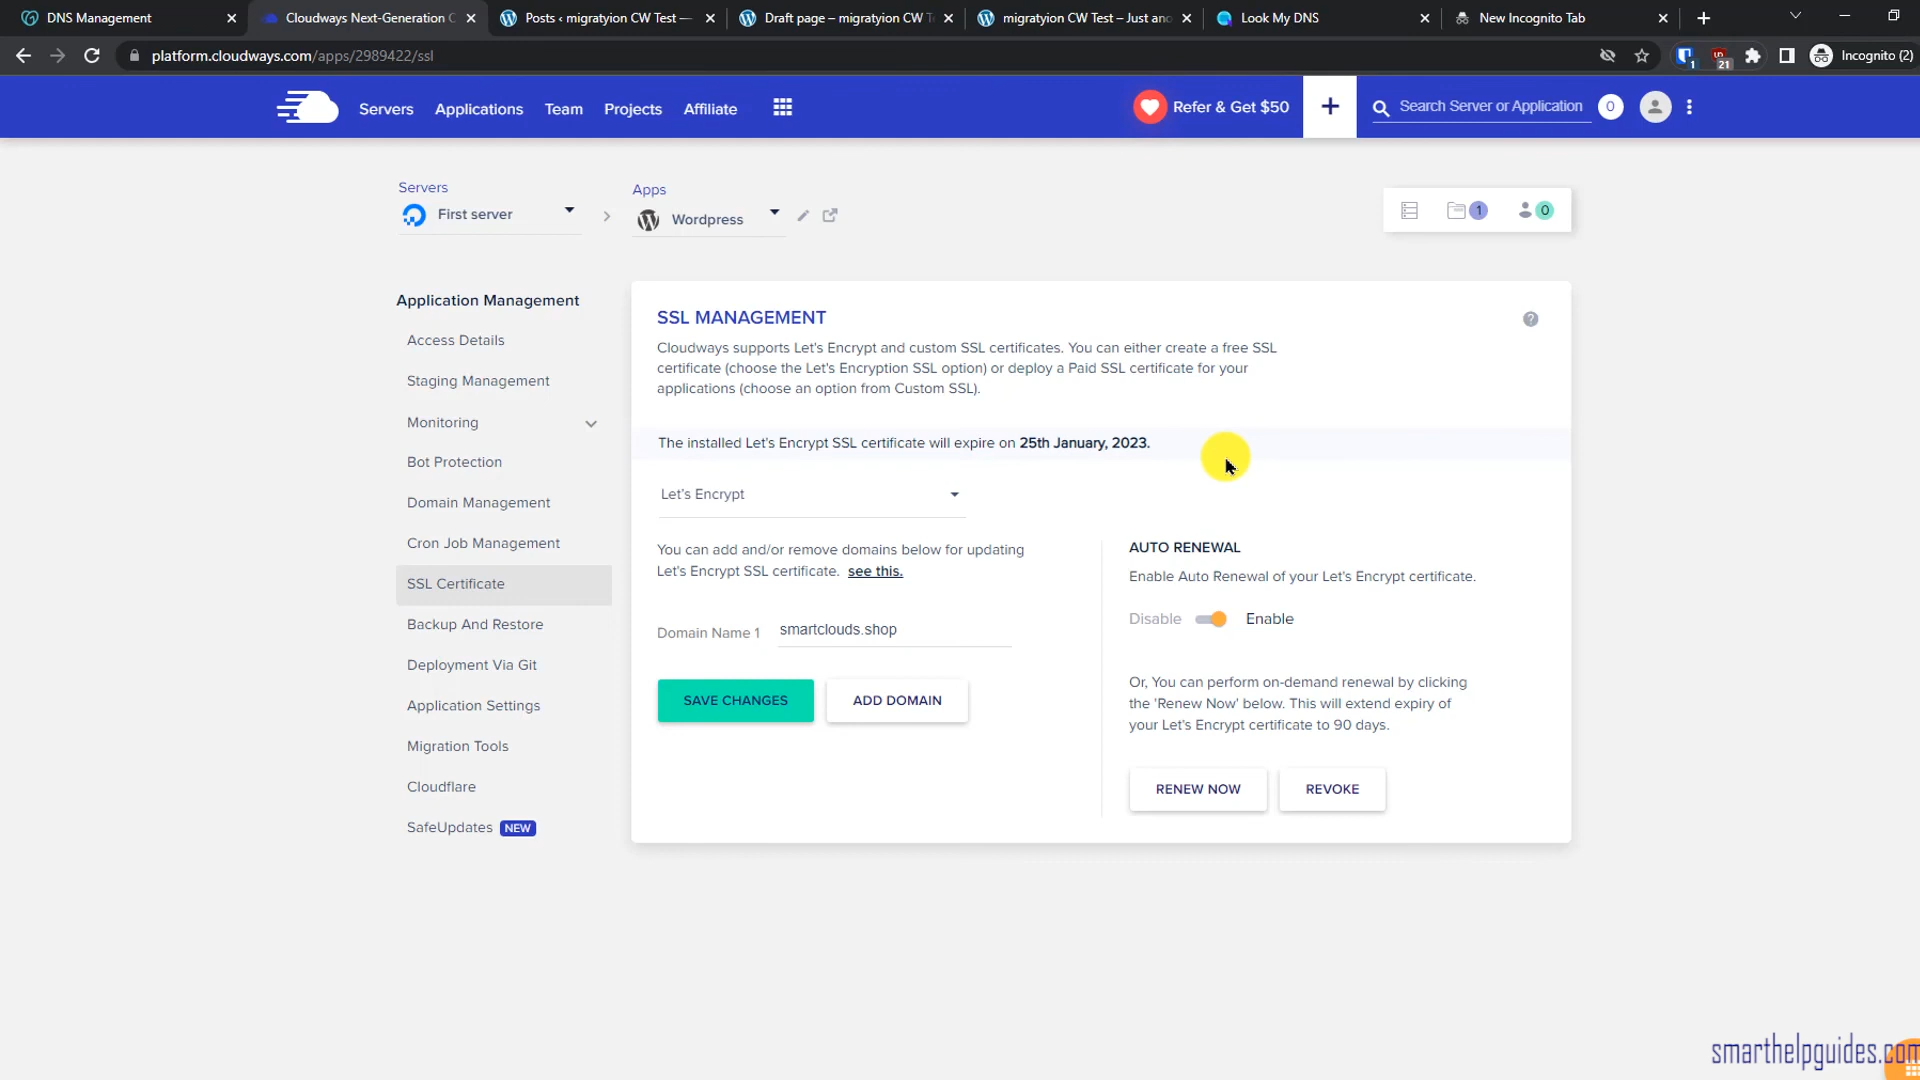 DNS Management
Cloudways Next-Generation C
Posts ‹ migratyion CW Test —
Draft page – migratyion CW T
migratyion CW Test – Just ano
Look My DNS
New Incognito Tab
platform.cloudways.com/apps/2989422/ssl
1
21
Incognito (2)
Servers
Applications
Team
Projects
Affiliate
Refer & Get $50
+
Search Server or Application
0
Servers
First server
Apps
Wordpress
1
0
Application Management
Access Details
Staging Management
Monitoring
Bot Protection
Domain Management
Cron Job Management
SSL Certificate
Backup And Restore
Deployment Via Git
Application Settings
Migration Tools
Cloudflare
SafeUpdates NEW
SSL MANAGEMENT
?
Cloudways supports Let's Encrypt and custom SSL certificates. You can either create a free SSL
certificate (choose the Let's Encryption SSL option) or deploy a Paid SSL certificate for your
applications (choose an option from Custom SSL).
The installed Let's Encrypt SSL certificate will expire on 25th January, 2023.
Let's Encrypt
You can add and/or remove domains below for updating
Let's Encrypt SSL certificate. see this.
Domain Name 1 smartclouds.shop
SAVE CHANGES
ADD DOMAIN
AUTO RENEWAL
Enable Auto Renewal of your Let's Encrypt certificate.
Disable
Enable
Or, You can perform on-demand renewal by clicking
the 'Renew Now' below. This will extend expiry of
your Let's Encrypt certificate to 90 days.
RENEW NOW
REVOKE
smarthelpguides.com